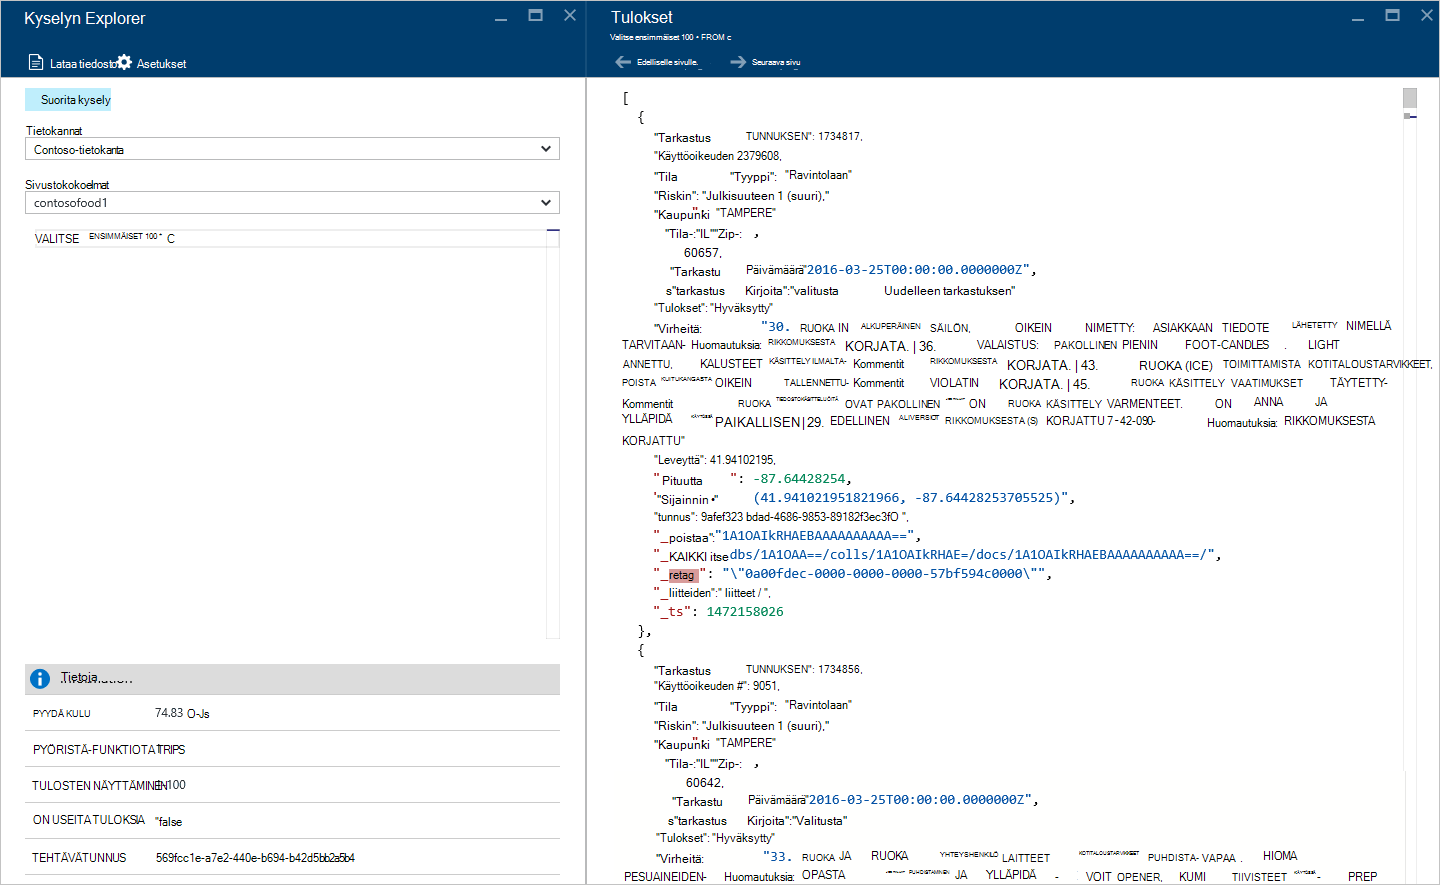 Kyselyn Explorer
Lataa tiedosto Asetukset
Suorita kysely
Tietokannat
Contoso-tietokanta
Sivustokokoelmat
contosofood1
VALITSE ENSIMMÄISET 100 * C
Tietoja
PYYDÄ KULU 74.83 O-Js
PYÖRISTÄ-FUNKTIOTA TRIPS
TULOSTEN NÄYTTÄMINEN 100
ON USEITA TULOKSIA "false
TEHTÄVÄTUNNUS 569fcc1e-a7e2-440e-b694-b42d5bb2a5b4
Tulokset
Valitse ensimmäiset 100 * FROM c
Edelliselle sivulle. Seuraava sivu
[
{
"Tarkastus TUNNUKSEN": 1734817,
"Käyttöoikeuden 2379608,
"Tila "Tyyppi": "Ravintolaan"
"Riskin": "Julkisuuteen 1 (suuri),"
"Kaupunki "TAMPERE"
"Tila-:"IL""Zip-: ,
60657,
"Tarkastu Päivämäärä"2016-03-25T00:00:00.0000000Z",
s"tarkastus Kirjoita":"valitusta Uudelleen tarkastuksen"
"Tulokset": "Hyväksytty"
"Virheitä: "30. RUOKA IN ALKUPERÄINEN SÄILÖN, OIKEIN NIMETTY: ASIAKKAAN TIEDOTE LÄHETETTY NIMELLÄ
TARVITAAN- Huomautuksia: RIKKOMUKSESTA KORJATA. | 36. VALAISTUS: PAKOLLINEN PIENIN FOOT-CANDLES . LIGHT
ANNETTU, KALUSTEET KÄSITTELY ILMALTA- Kommentit RIKKOMUKSESTA KORJATA. | 43. RUOKA (ICE) TOIMITTAMISTA KOTITALOUSTARVIKKEET,
POISTA KUITUKANGASTA OIKEIN TALLENNETTU- Kommentit VIOLATIN KORJATA. | 45. RUOKA KÄSITTELY VAATIMUKSET TÄYTETTY-
Kommentit RUOKA TIEDOSTOKÄSITTELIJÖITÄ OVAT PAKOLLINEN ON RUOKA KÄSITTELY VARMENTEET. ON ANNA JA
YLLÄPIDÄ KÄYTÖSSÄ PAIKALLISEN | 29. EDELLINEN ALIVERSIOT RIKKOMUKSESTA (S) KORJATTU 7-42-090- Huomautuksia: RIKKOMUKSESTA
KORJATTU"
"Leveyttä": 41.94102195,
" Pituutta ": -87.64428254,
"Sijainnin •" (41.941021951821966, -87.64428253705525)",
"tunnus": 9afef323 bdad-4686-9853-89182f3ec3fO ",
"_poistaa":"1A1OAIkRHAEBAAAAAAAAAA==",
"_KAIKKI itse dbs/1A1OAA==/colls/1A1OAIkRHAE=/docs/1A1OAIkRHAEBAAAAAAAAAA==/",
"_retag ": "\"0a00fdec-0000-0000-0000-57bf594c0000\"",
"_liitteiden":" liitteet / ",
"_ts": 1472158026
},
{
"Tarkastus TUNNUKSEN": 1734856,
"Käyttöoikeuden #": 9051,
"Tila "Tyyppi": "Ravintolaan"
"Riskin": "Julkisuuteen 1 (suuri),"
"Kaupunki "TAMPERE"
"Tila-:"IL""Zip-: ,
60642,
"Tarkastu Päivämäärä"2016-03-25T00:00:00.0000000Z",
s"tarkastus Kirjoita":"Valitusta"
"Tulokset": "Hyväksytty"
"Virheitä: "33. RUOKA JA RUOKA YHTEYSHENKILÖ LAITTEET KOTITALOUSTARVIKKEET PUHDISTA- VAPAA . HIOMA
PESUAINEIDEN- Huomautuksia: OPASTA PUHDISTAMINEN JA YLLÄPIDÄ - VOIT OPENER, KUMI TIIVISTEET KÄYTÖSSÄ - PREP